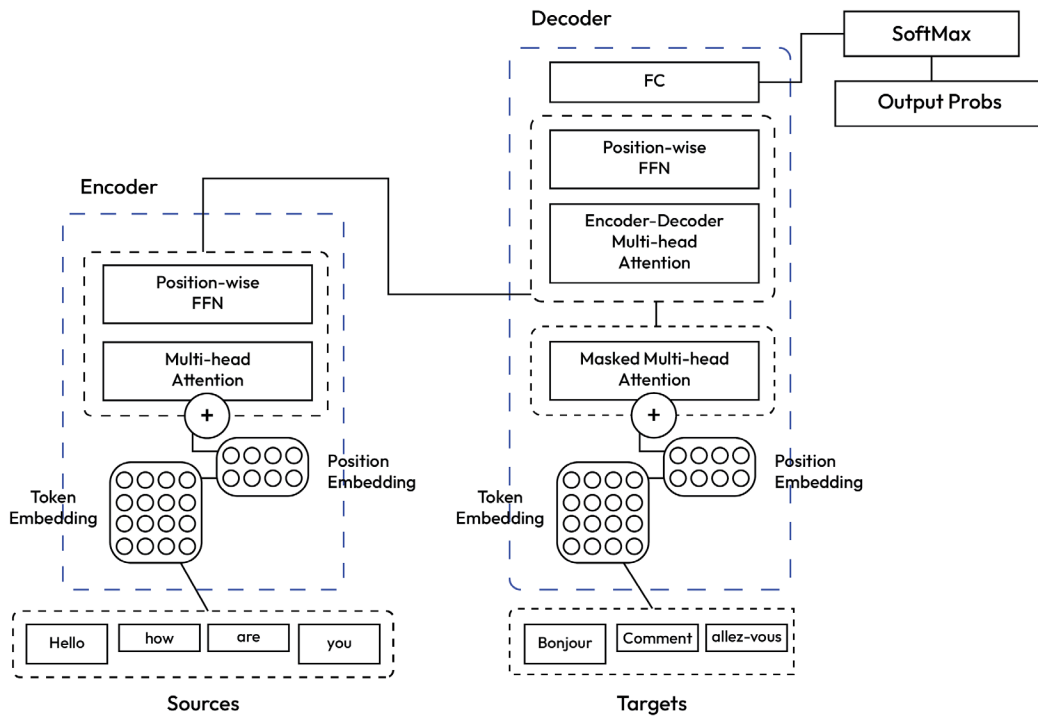 Decoder
SoftMax
FC
Output Probs
Position-wise
FFN
Encoder
Encoder-Decoder
Multi-head
Attention
Position-wise
FFN
Multi-head
Attention
Masked Multi-head
Attention
+
+
Position
Embedding
Position
Embedding
Token
Embedding
Token
Embedding
Hello
how
are
you
Bonjour
Comment
allez-vous
Sources
Targets